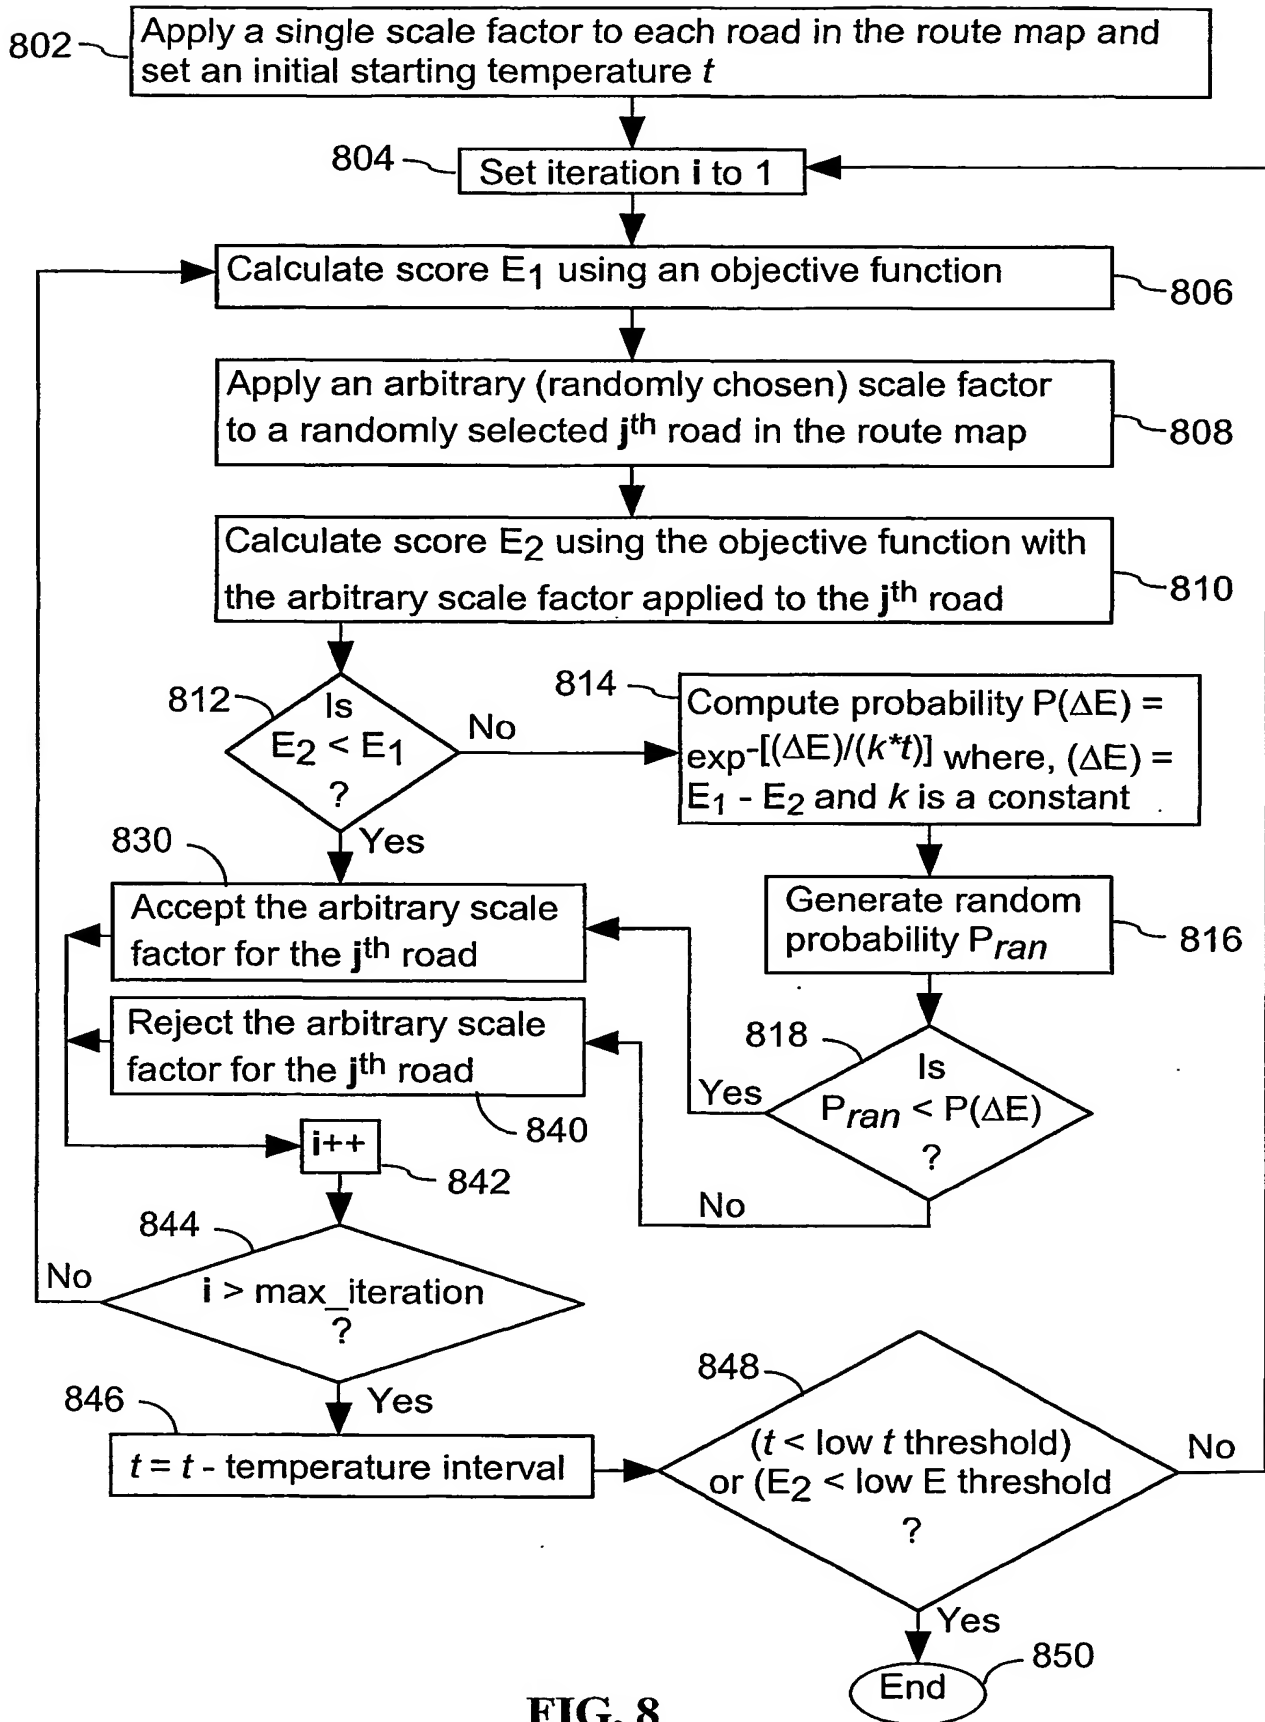 802
Apply a single scale factor to each road in the route map and
set an initial starting temperature t
804
Set iteration i to 1
Calculate score E1 using an objective function
806
Apply an arbitrary (randomly chosen) scale factor
to a randomly selected jth road in the route map
808
Calculate score E2 using the objective function with
the arbitrary scale factor applied to the jth road
810
812
Is
E2 < E1
?
No
Yes
814
Compute probability P(ΔE) =
exp-[(ΔE)/(k*t)] where, (ΔE) =
E1 - E2 and k is a constant
Generate random
probability Pran
816
818
Is
Pran < P(ΔE)
?
Yes
No
830
Accept the arbitrary scale
factor for the jth road
Reject the arbitrary scale
factor for the jth road
840
i++
842
844
i > max_iteration
?
No
Yes
846
t = t - temperature interval
848
(t < low t threshold)
or (E2 < low E threshold
?
No
Yes
End
850
FIG. 8